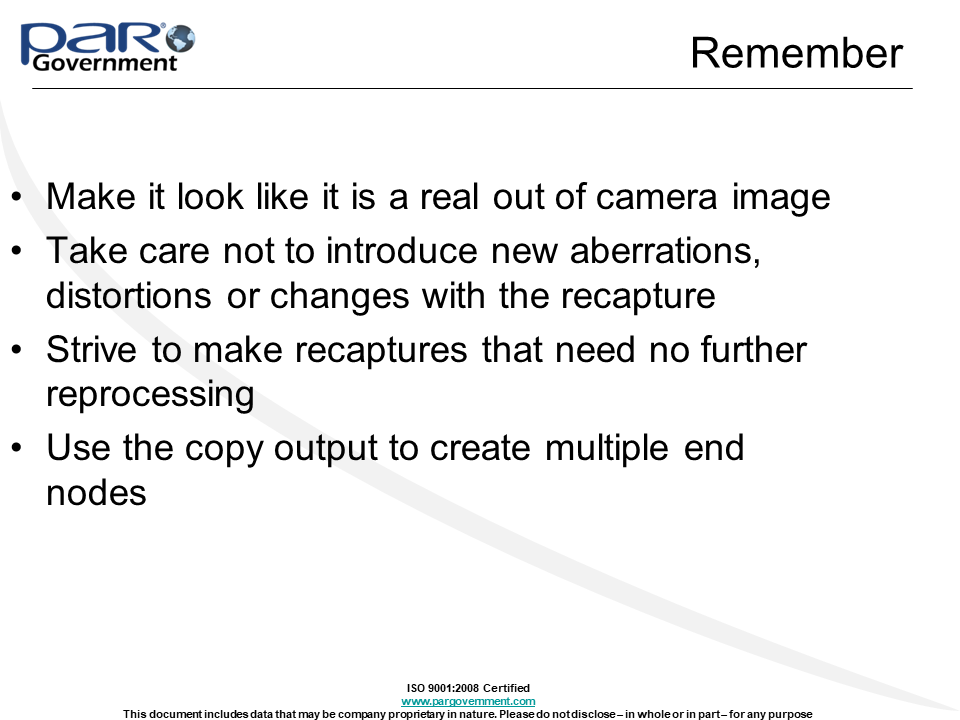 PAR Government
Remember
• Make it look like it is a real out of camera image
• Take care not to introduce new aberrations,
distortions or changes with the recapture
• Strive to make recaptures that need no further
reprocessing
• Use the copy output to create multiple end
nodes
ISO 9001:2008 Certified
www.pargovernment.com
This document includes data that may be company proprietary in nature. Please do not disclose – in whole or in part – for any purpose